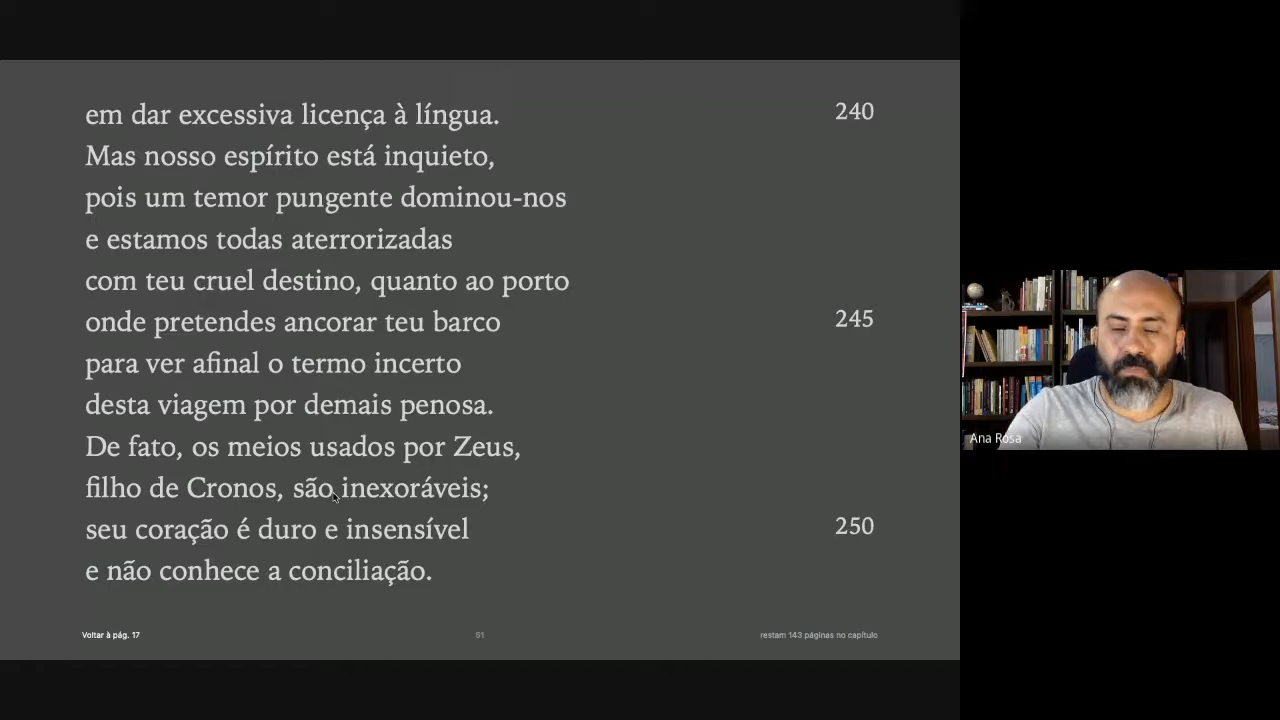 em dar excessiva licença à língua. 240
Mas nosso espírito está inquieto,
pois um temor pungente dominou-nos
e estamos todas aterrorizadas
com teu cruel destino, quanto ao porto
onde pretendes ancorar teu barco 245
para ver afinal o termo incerto
desta viagem por demais penosa.
De fato, os meios usados por Zeus,
filho de Cronos, são inexoráveis;
seu coração é duro e insensível 250
e não conhece a conciliação.
Voltar à pág. 17 51 restam 143 páginas no capítulo
Ana Rosa